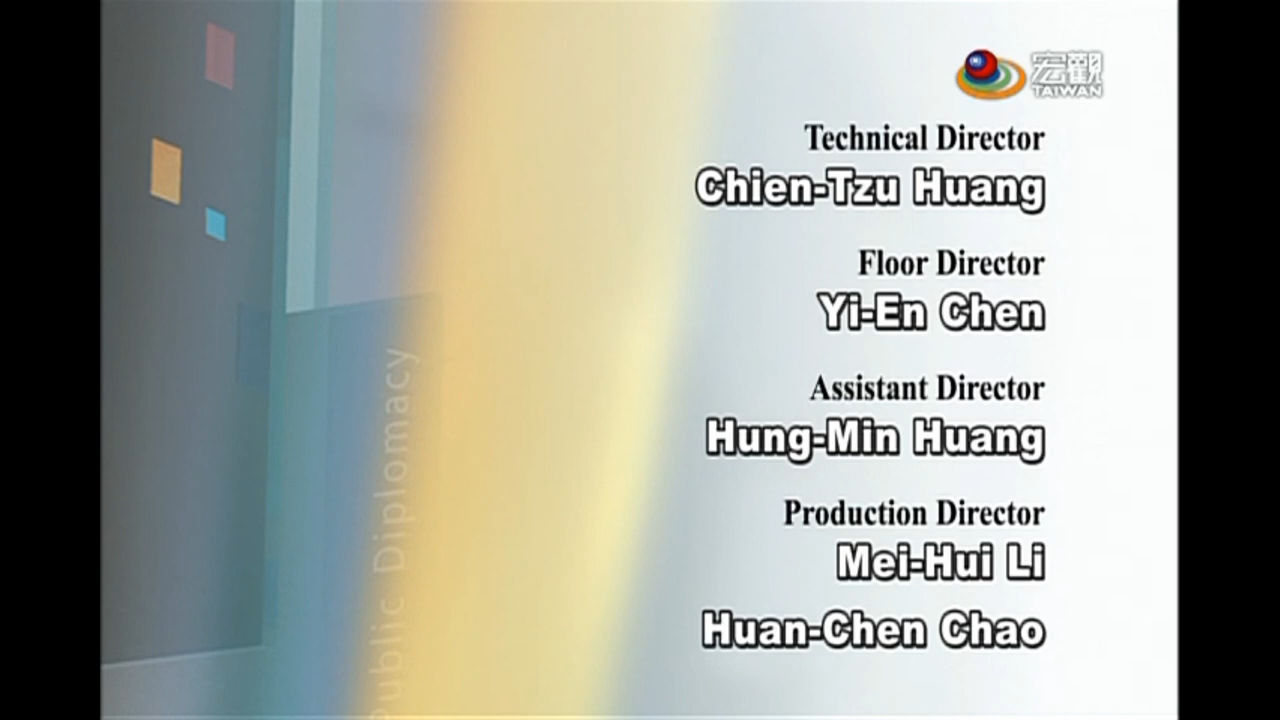 宏觀
TAIWAN
Technical Director
Chien-Tzu Huang
Floor Director
Yi-En Chen
Assistant Director
Hung-Min Huang
Production Director
Mei-Hui Li
Huan-Chen Chao
Public Diplomacy